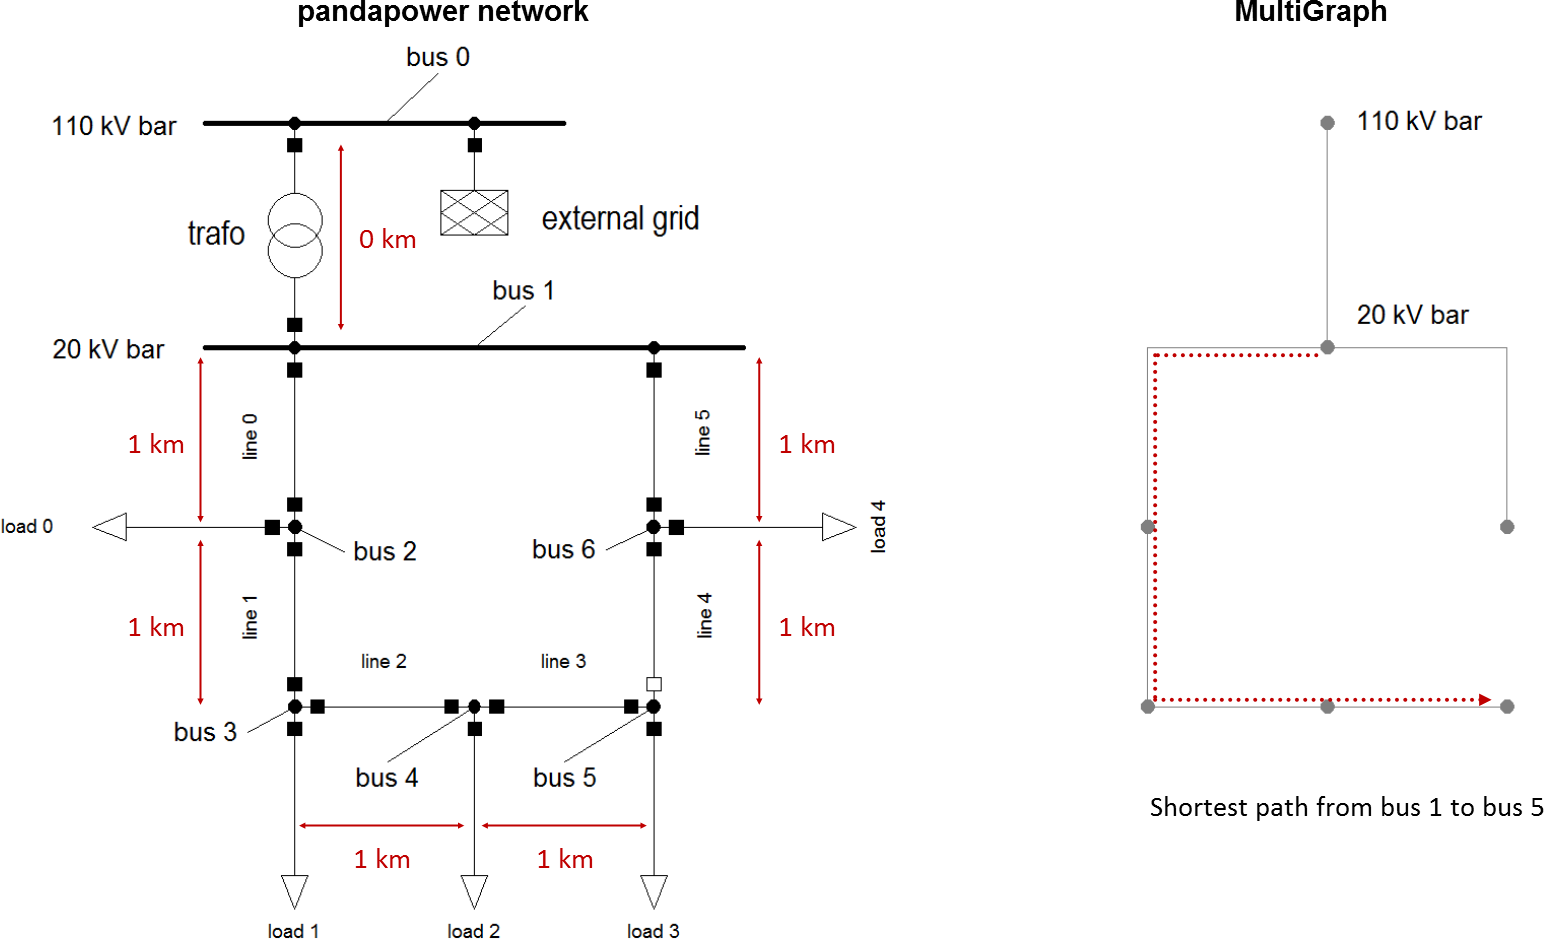 pandapower network
MultiGraph
bus 0
110 kV bar
110 kV bar
trafo
0 km
external grid
bus 1
20 kV bar
20 kV bar
1 km
line 0
line 5
1 km
load 0
bus 2
bus 6
load 4
1 km
line 1
line 4
1 km
line 2
line 3
bus 3
bus 4
bus 5
Shortest path from bus 1 to bus 5
1 km
1 km
load 1
load 2
load 3